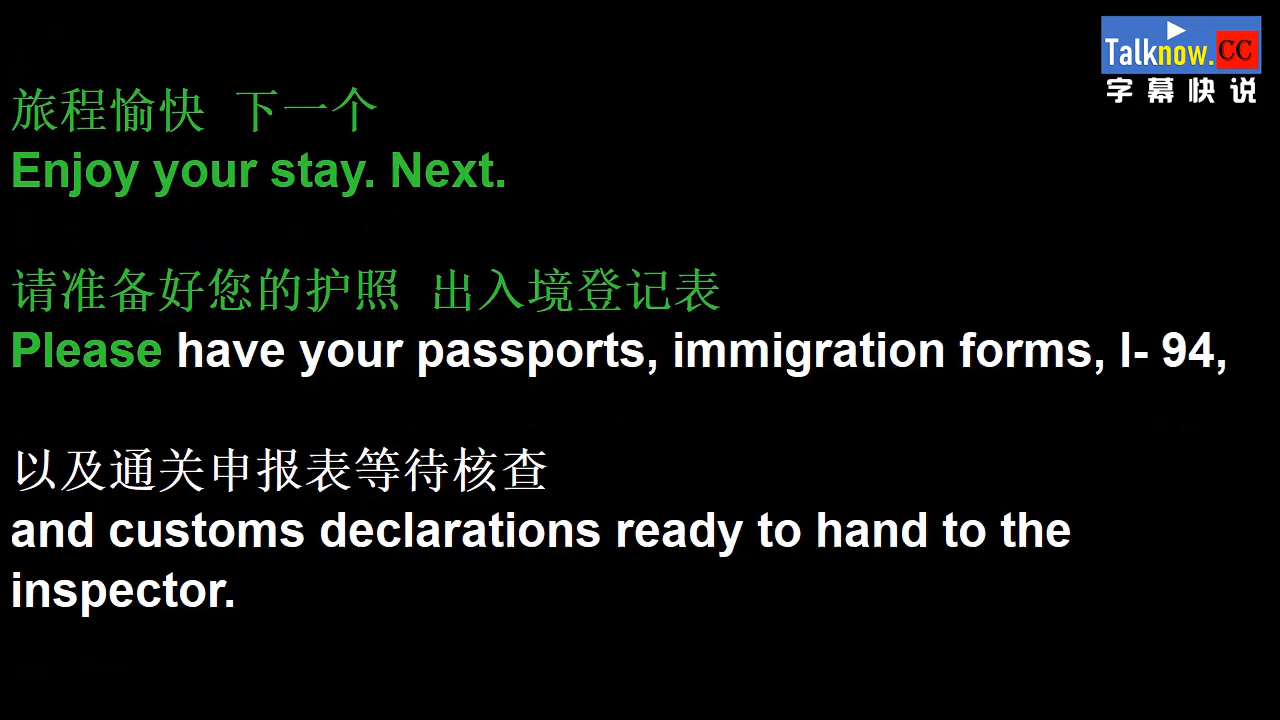 Talknow.CC
字幕快说
旅程愉快 下一个
Enjoy your stay. Next.
请准备好您的护照 出入境登记表
Please have your passports, immigration forms, I- 94,
以及通关申报表等待核查
and customs declarations ready to hand to the
inspector.